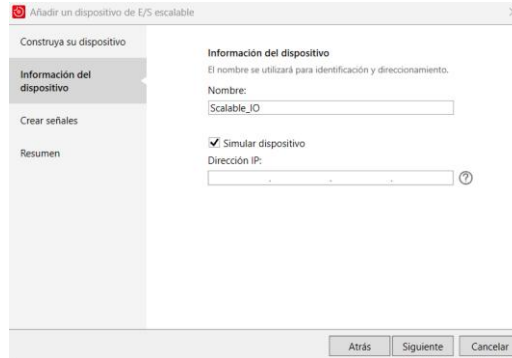 Añadir un dispositivo de E/S escalable
Construya su dispositivo
Información del
dispositivo
Crear señales
Resumen
Información del dispositivo
El nombre se utilizará para identificación y direccionamiento.
Nombre:
Scalable_IO
Simular dispositivo
Dirección IP:
. . .
Atrás Siguiente Cancelar